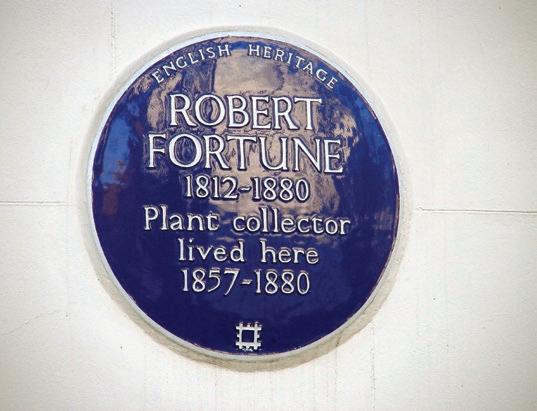 ENGLISH HERITAGE
ROBERT
FORTUNE
1812-1880
Plant collector
lived here
1857-1880